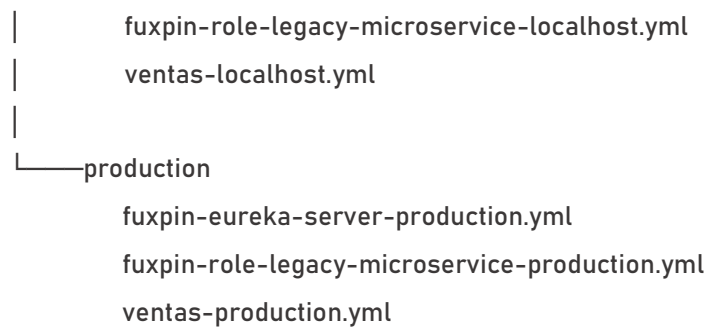 │       fuxpin-role-legacy-microservice-localhost.yml
│       ventas-localhost.yml
│
└───production
        fuxpin-eureka-server-production.yml
        fuxpin-role-legacy-microservice-production.yml
        ventas-production.yml